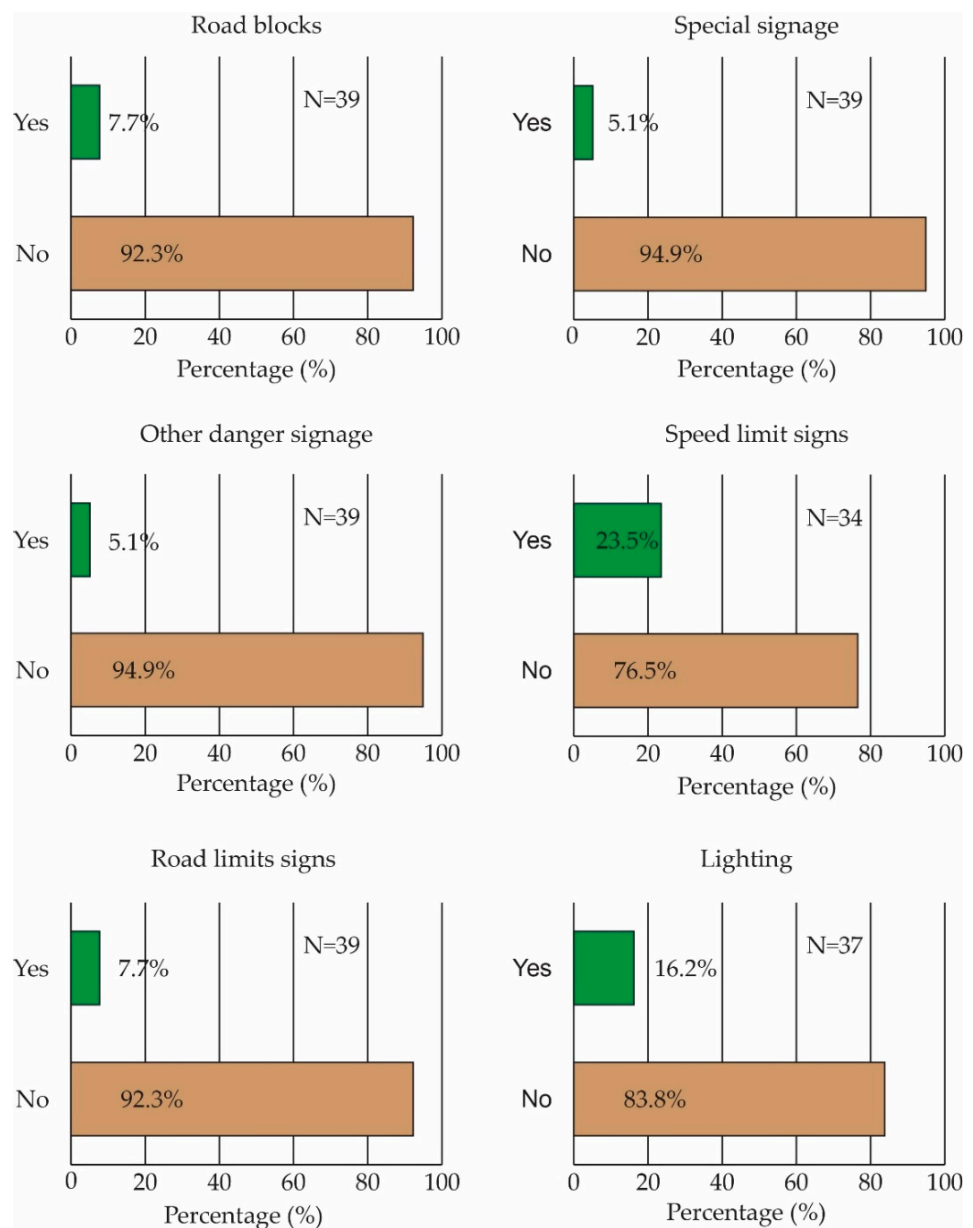 Road blocks
N=39
Yes
7.7%
No
92.3%
0 20 40 60 80 100
Percentage (%)
Special signage
N=39
Yes
5.1%
No
94.9%
0 20 40 60 80 100
Percentage (%)
Other danger signage
N=39
Yes
5.1%
No
94.9%
0 20 40 60 80 100
Percentage (%)
Speed limit signs
N=34
Yes
23.5%
No
76.5%
0 20 40 60 80 100
Percentage (%)
Road limits signs
N=39
Yes
7.7%
No
92.3%
0 20 40 60 80 100
Percentage (%)
Lighting
N=37
Yes
16.2%
No
83.8%
0 20 40 60 80 100
Percentage (%)